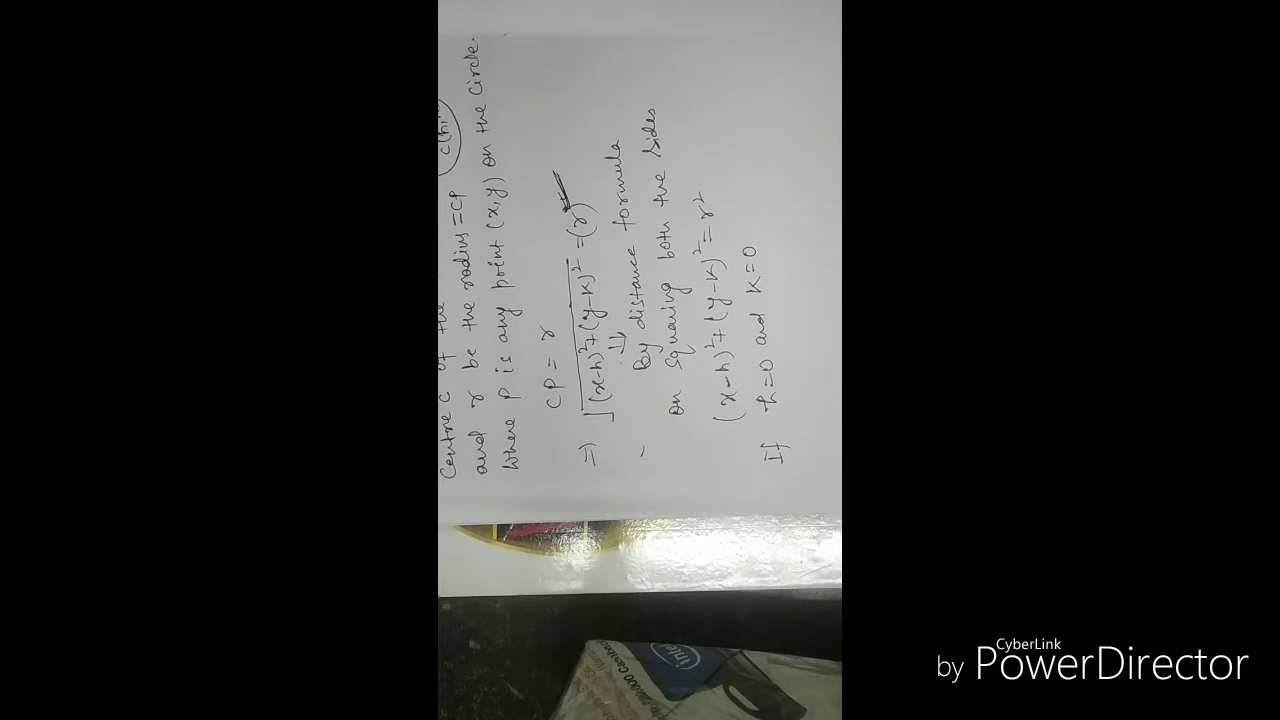 C(h,
Centre C of the
and r be the radius = CP
where P is any point (x, y) on the Circle.
CP = r
=) √(x-h)²+(y-k)² = (r)
⇓
By distance formula
on squaring both the sides
(x-h)²+(y-k)² = r²
If h=0 and k=0
intel
CyberLink
by PowerDirector